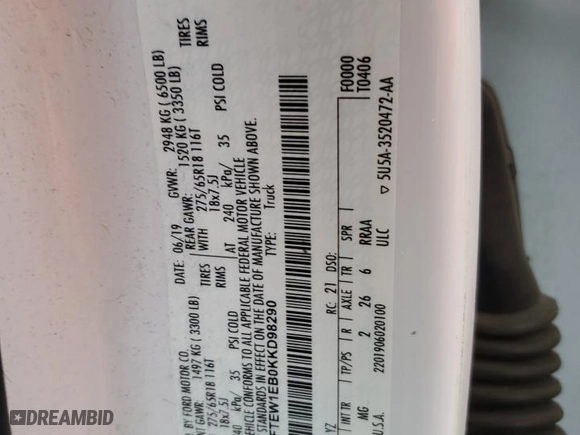 D. BY FORD MOTOR CO.
DATE: 06/19 GVWR: 2948 KG ( 6500 LB)
NT GAWR: 1497 KG ( 3300 LB) REAR GAWR: 1520 KG ( 3350 LB)
275/65R18 116T TIRES WITH 275/65R18 116T TIRES
18x7.5J RIMS 18x7.5J RIMS
240 kPa/ 35 PSI COLD AT 240 kPa/ 35 PSI COLD
VEHICLE CONFORMS TO ALL APPLICABLE FEDERAL MOTOR VEHICLE
STANDARDS IN EFFECT ON THE DATE OF MANUFACTURE SHOWN ABOVE.
FTEW1EB0KKD98290 TYPE: Truck
F0000
T0406
YZ RC: 21 DSO:
INT TR TP/PS R AXLE TR SPR
MG 2 26 6 RRAA
U.S.A. 2201906020100 ULC ▽ 5U5A-3520472-AA
DREAMBID